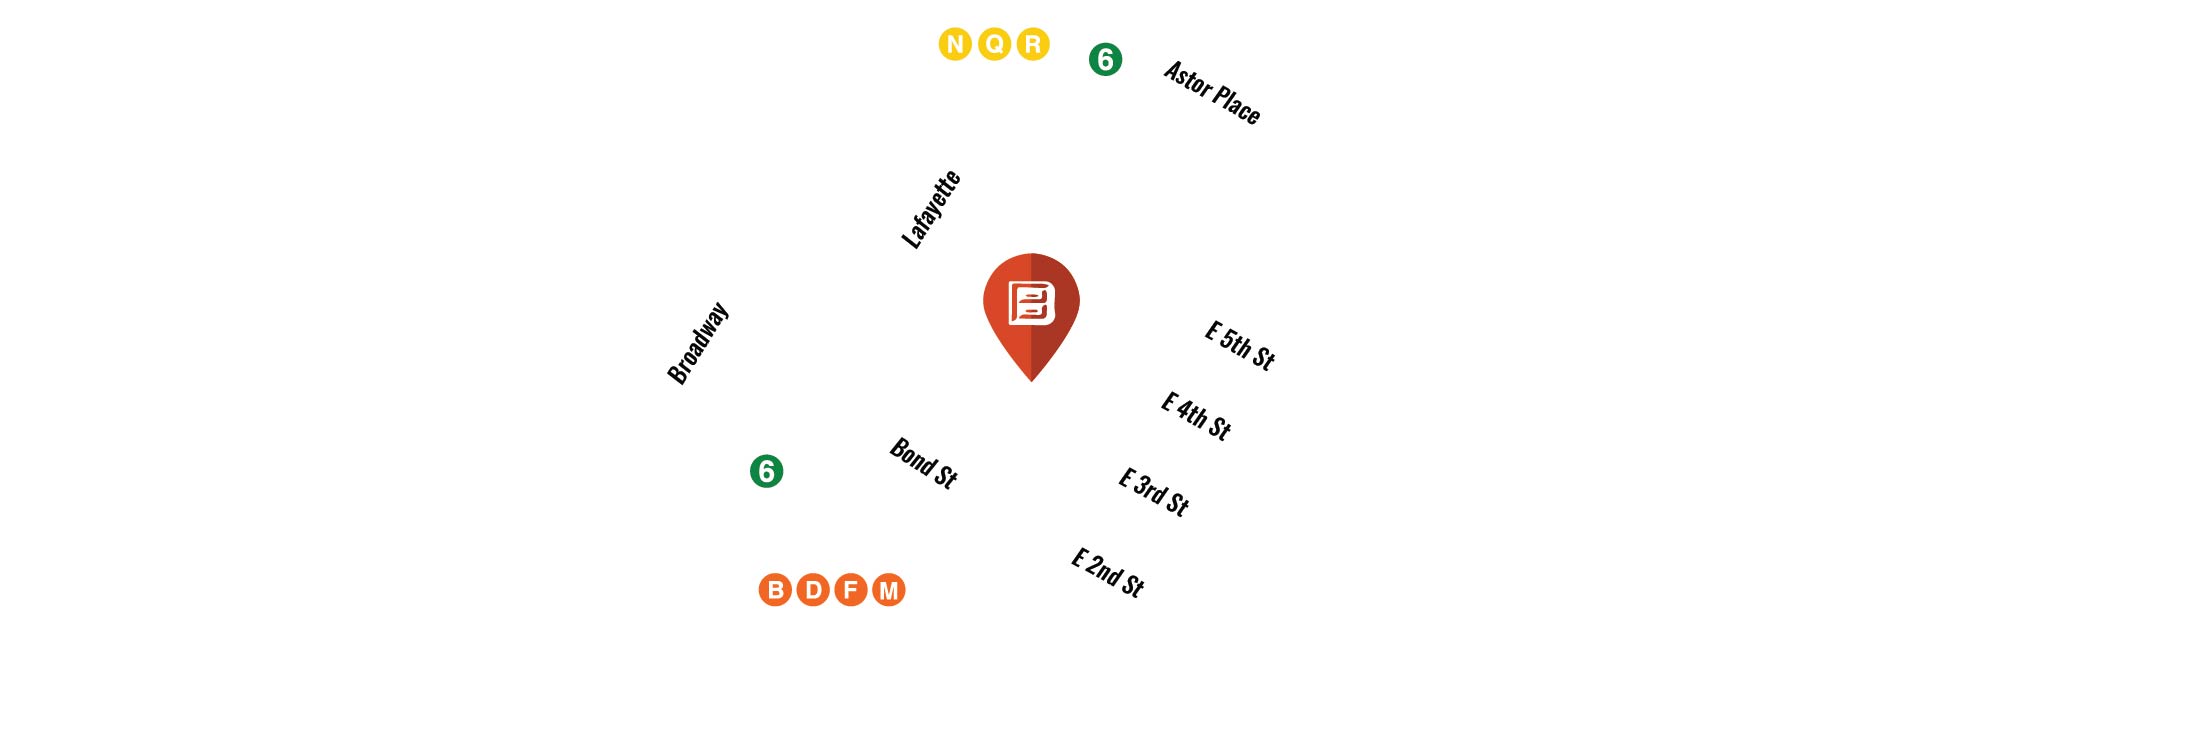 N Q R
6
Astor Place
Lafayette
B
Broadway
E 5th St
E 4th St
Bond St
6
E 3rd St
E 2nd St
B D F M